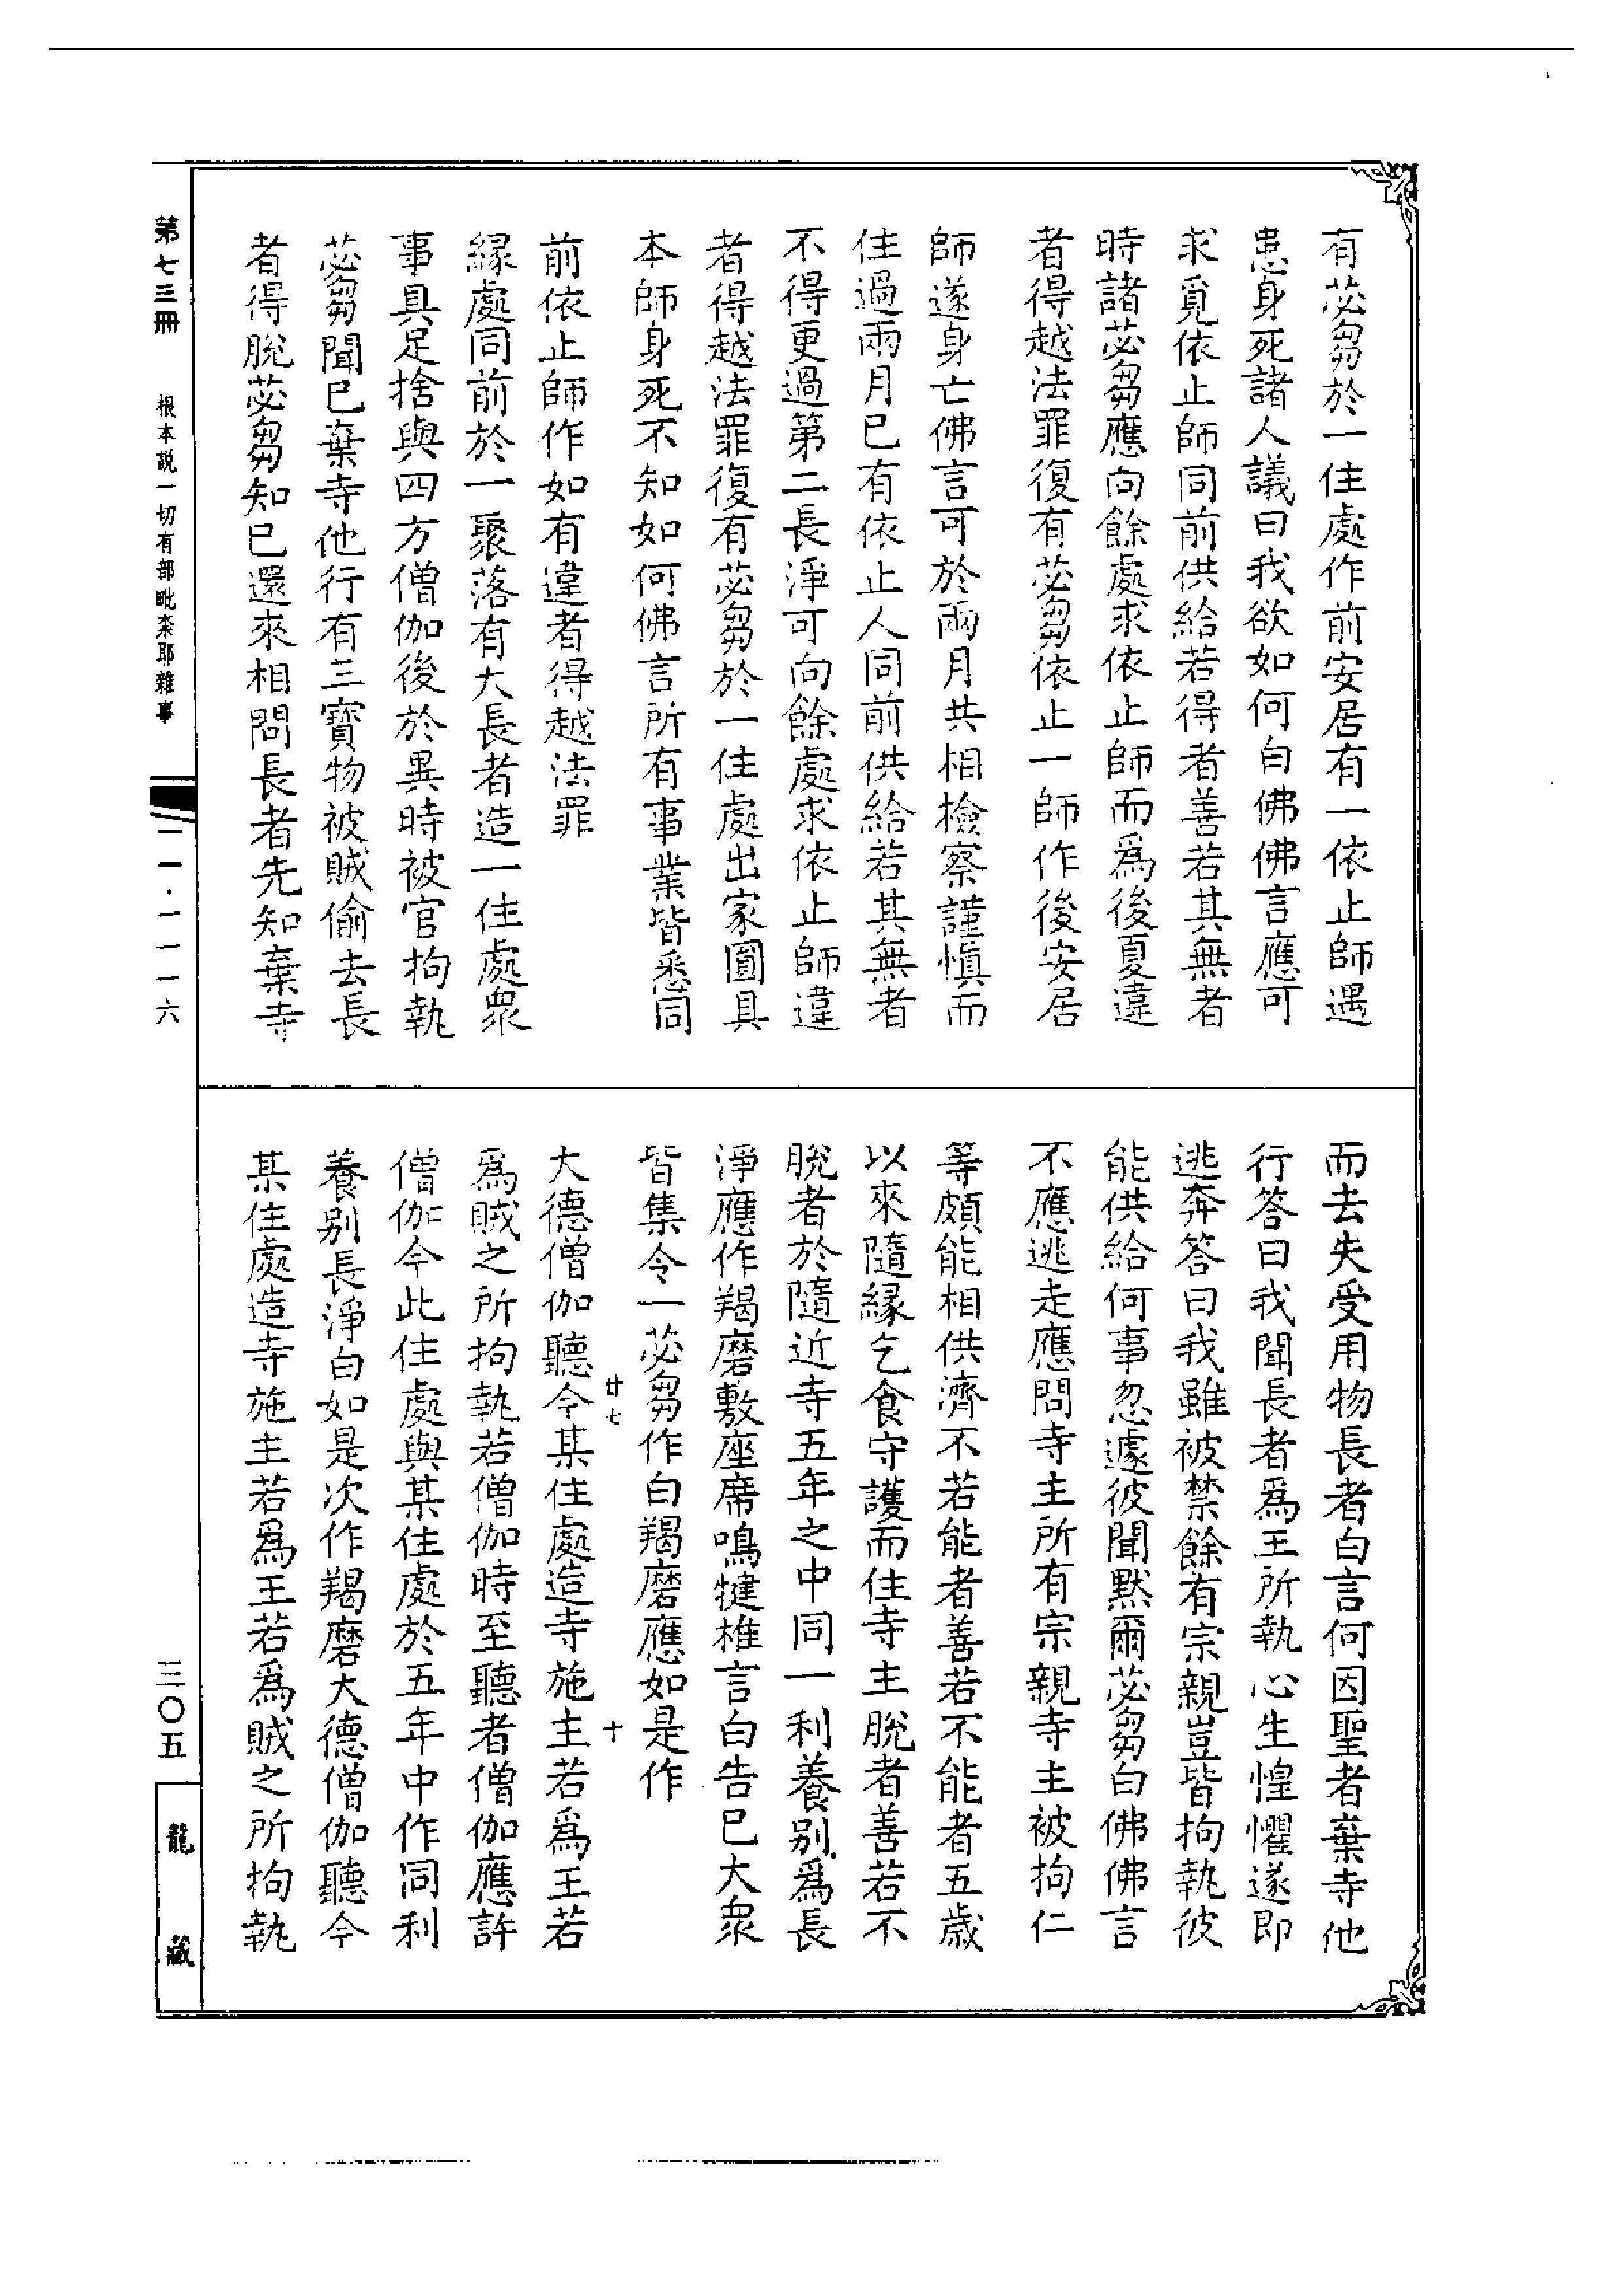 有苾芻於一住處作前安居有一依止師遇
患身死諸人議曰我欲如何白佛佛言應可
求覓依止師同前供給若得者善若其無者
時諸苾芻應向餘處求依止師而為後夏違
者得越法罪復有苾芻依止一師作後安居
師遂身亡佛言可於兩月共相檢察謹慎而
住過兩月已有依止人同前供給若其無者
不得更過第二長淨可向餘處求依止師違
者得越法罪復有苾芻於一住處出家圓具
本師身死不知如何佛言所有事業皆悉同
前依止師作如有違者得越法罪
緣處同前於一聚落有大長者造一住處眾
事具足捨與四方僧伽後於異時被官拘執
苾芻聞已棄寺他行有三寶物被賊偷去長
者得脫苾芻知已還來相問長者先知棄寺
而去失受用物長者白言何因聖者棄寺他
行答曰我聞長者為王所執心生惶懼遂即
逃奔答曰我雖被禁餘有宗親豈皆拘執彼
能供給何事忽遽彼聞默爾苾芻白佛佛言
不應逃走應問寺主所有宗親寺主被拘仁
等頗能相供濟不若能者善若不能者五歲
以來隨緣乞食守護而住寺主脫者善若不
脫者於隨近寺五年之中同一利養別為長
淨應作羯磨敷座席鳴犍椎言白告已大眾
皆集令一苾芻作白羯磨應如是作
廿七
十
大德僧伽聽今某住處造寺施主若為王若
為賊之所拘執若僧伽時至聽者僧伽應許
僧伽今此住處與某住處於五年中作同利
養別長淨白如是次作羯磨大德僧伽聽今
某住處造寺施主若為王若為賊之所拘執
第七三冊
根本說一切有部毗柰耶雜事
一一·一一一六
三〇五
龍藏